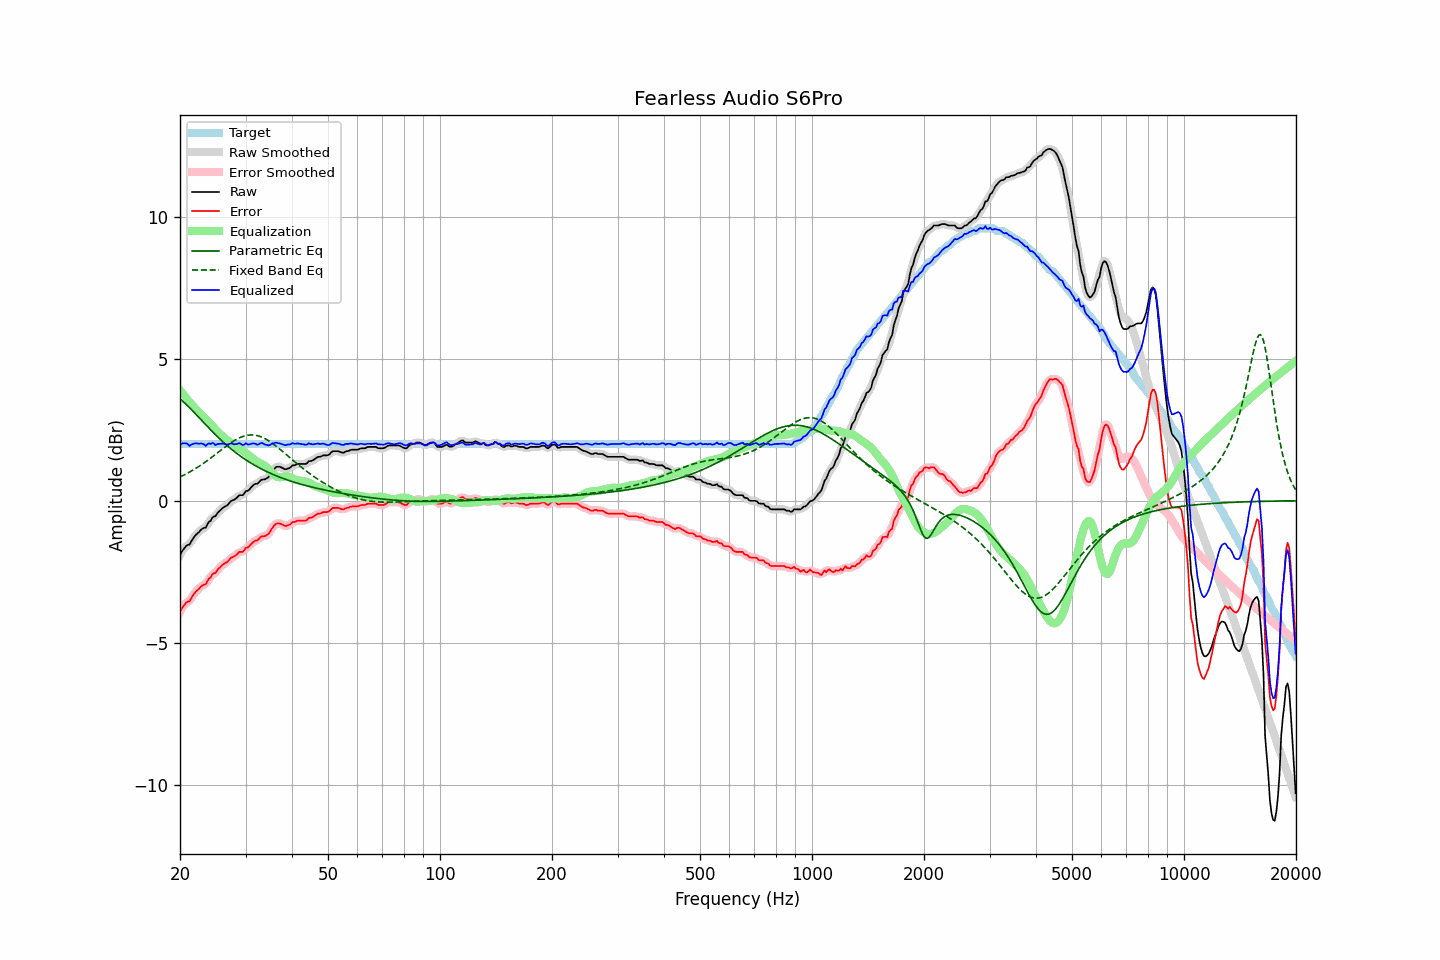 Fearless Audio S6Pro
Target
Raw Smoothed
Error Smoothed
Raw
Error
Equalization
Parametric Eq
Fixed Band Eq
Equalized
10
5
0
−5
−10
Amplitude (dBr)
20
50
100
200
500
1000
2000
5000
10000
20000
Frequency (Hz)